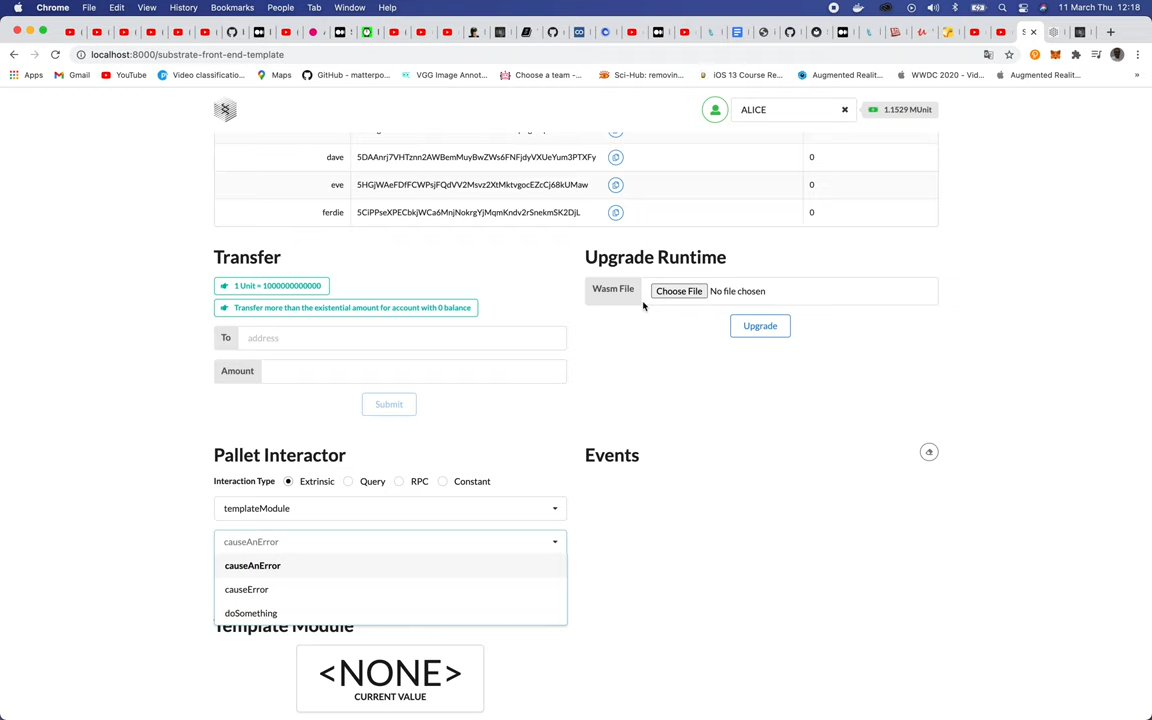 Chrome File Edit View History Bookmarks People Tab Window Help
11 March Thu 12:18
localhost:8000/substrate-front-end-template
Apps Gmail YouTube Video classificatio... Maps GitHub - matterpo... VGG Image Annot... Choose a team -... Sci-Hub: removin... iOS 13 Course Re... Augmented Realit... WWDC 2020 - Vid... Augmented Realit... »
ALICE
1.1529 MUnit
dave 5DAAnrj7VHTznn2AWBemMuyBwZWs6FNFjdyVXUeYum3PTXFy 0
eve 5HGjWAeFDfFCWPsjFQdVV2Msvz2XtMktvgocEZcCj68kUMaw 0
ferdie 5CiPPseXPECbkjWCa6MnjNokrgYjMqmKndv2rSnekmSK2DjL 0
Transfer
1 Unit = 1000000000000
Transfer more than the existential amount for account with 0 balance
To address
Amount
Submit
Upgrade Runtime
Wasm File Choose File No file chosen
Upgrade
Pallet Interactor
Interaction Type Extrinsic Query RPC Constant
templateModule
causeAnError
causeAnError
causeError
doSomething
Events
Template Module
<NONE>
CURRENT VALUE